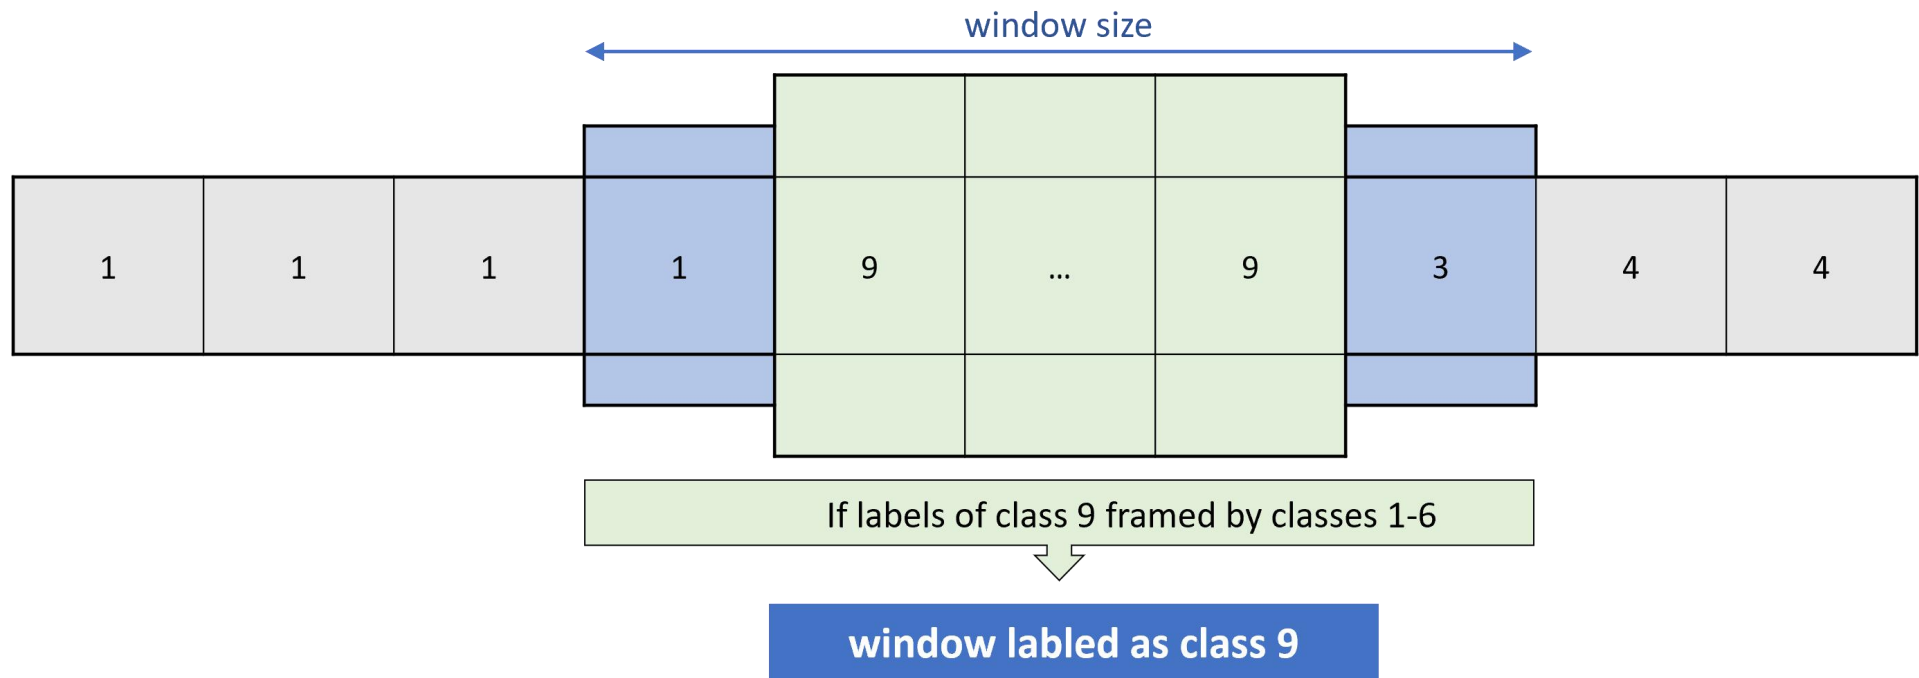 window size
1 1 1 1 9 ... 9 3 4 4
If labels of class 9 framed by classes 1-6
window labled as class 9